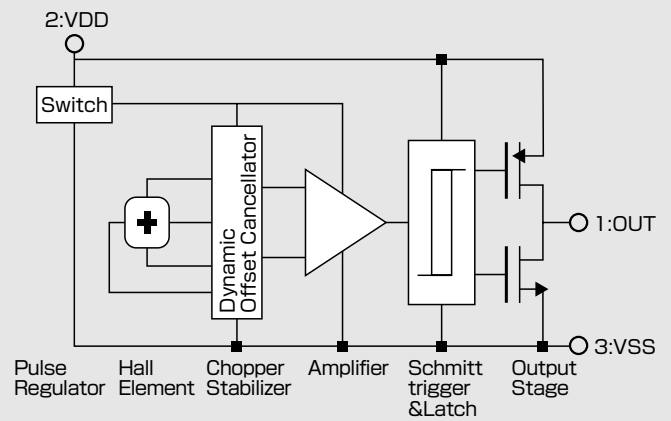 2:VDD
Switch
Dynamic
Offset Cancellator
1:OUT
3:VSS
Pulse
Regulator
Hall
Element
Chopper
Stabilizer
Amplifier
Schmitt
trigger
&Latch
Output
Stage